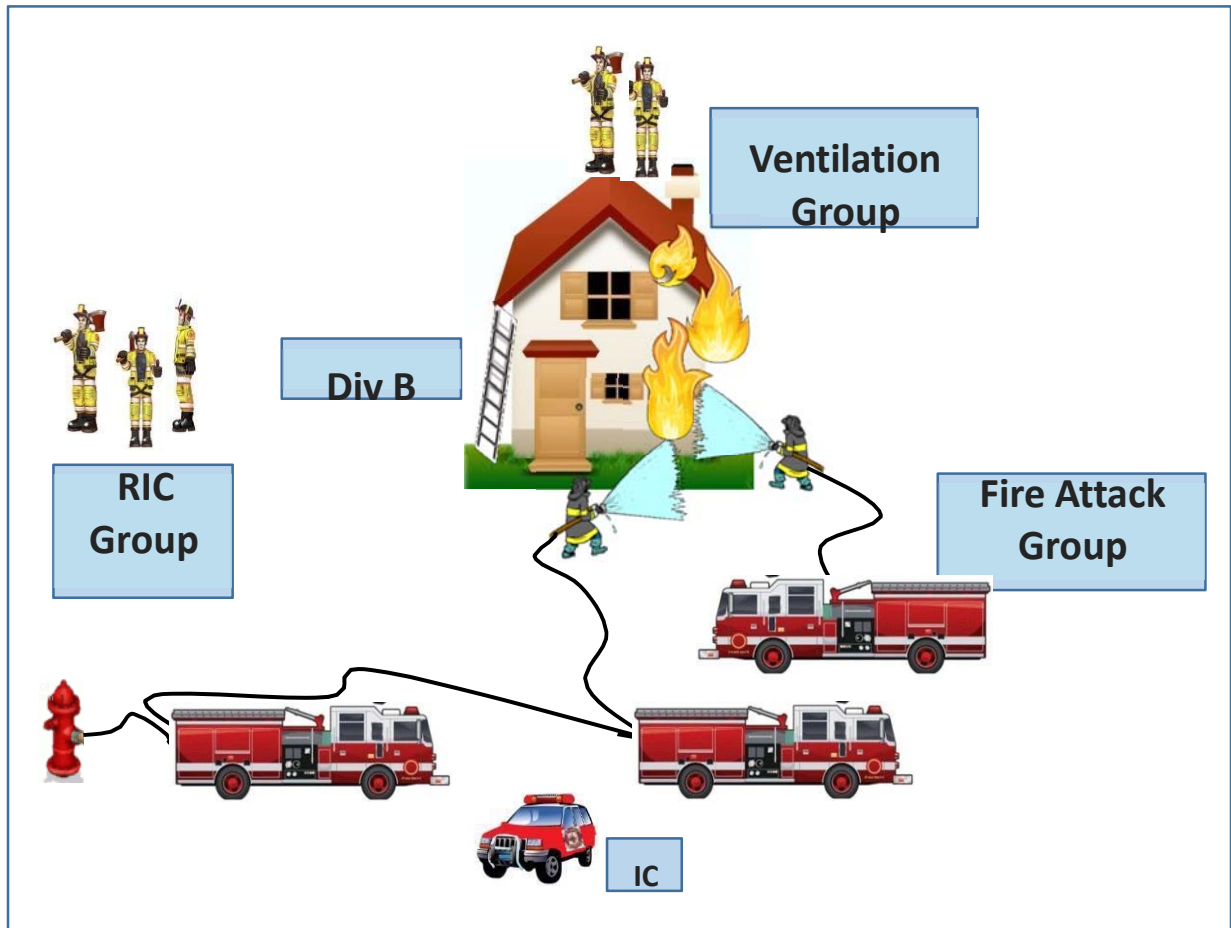 Ventilation
Group
Div B
RIC
Group
Fire Attack
Group
IC